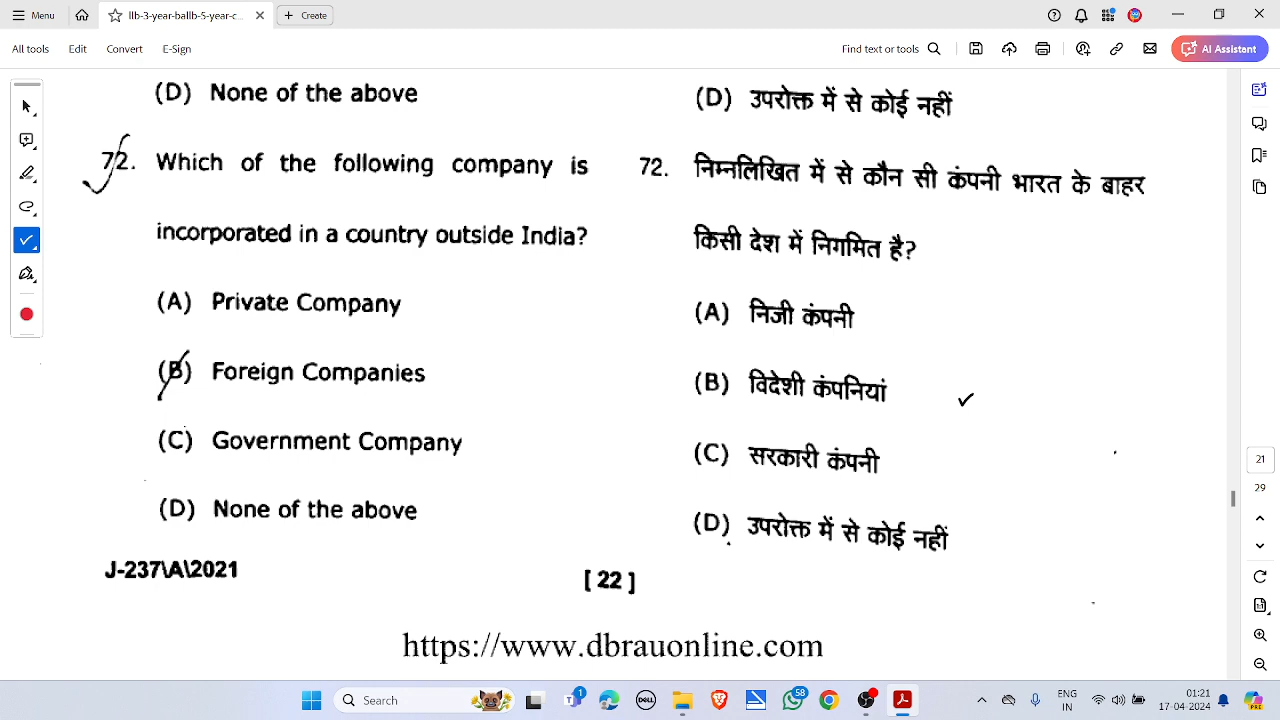 Menu
llb-3-year-ballb-5-year-c...
Create
All tools Edit Convert E-Sign
Find text or tools
AI Assistant
(D) None of the above
72. Which of the following company is
incorporated in a country outside India?
(A) Private Company
(B) Foreign Companies
(C) Government Company
(D) None of the above
J-237\A\2021
(D) उपरोक्त में से कोई नहीं
72. निम्नलिखित में से कौन सी कंपनी भारत के बाहर
किसी देश में निगमित है?
(A) निजी कंपनी
(B) विदेशी कंपनियां
(C) सरकारी कंपनी
(D) उपरोक्त में से कोई नहीं
[ 22 ]
https://www.dbrauonline.com
21
29
Search
1
DELL
58
ENG
IN
01:21
17-04-2024